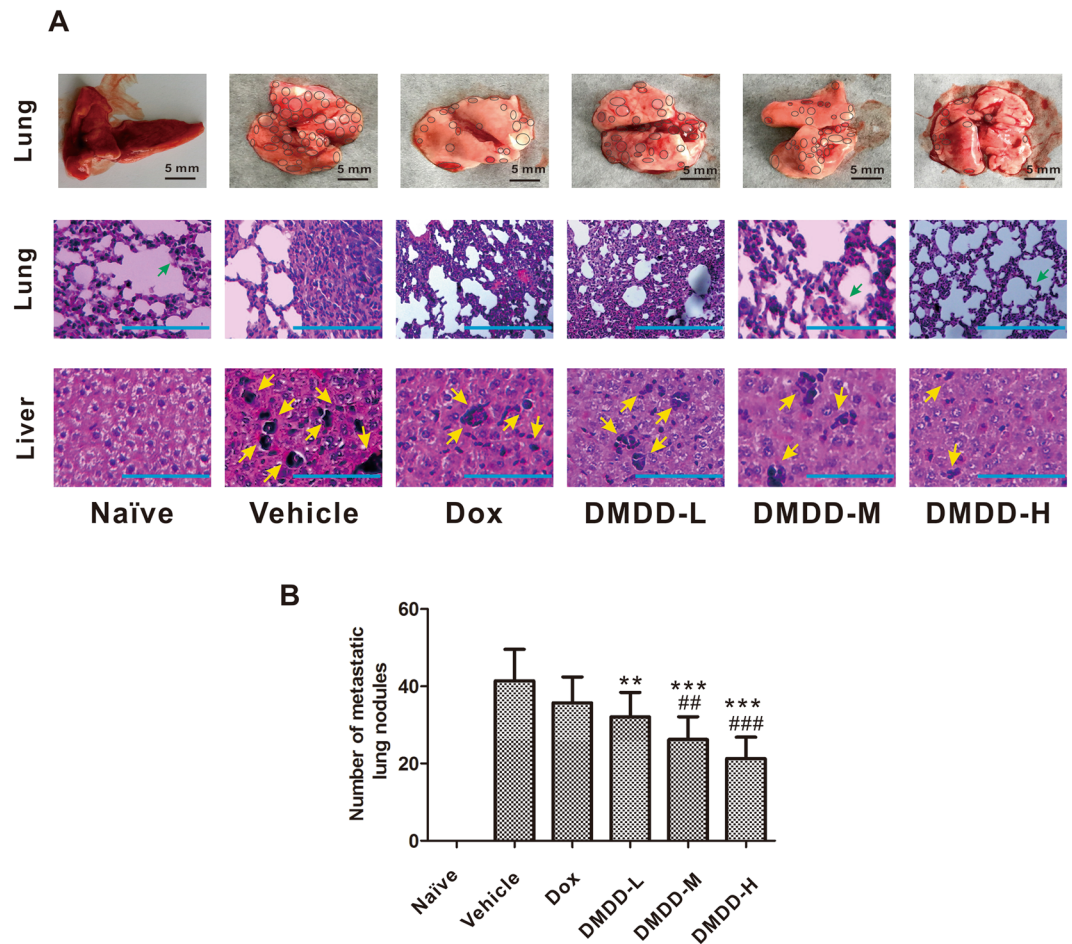 A
Lung
5 mm 5 mm 5 mm 5 mm 5 mm 5 mm
Lung
Liver
Naïve Vehicle Dox DMDD-L DMDD-M DMDD-H
B
Number of metastatic
lung nodules
60
40
20
0
**
***
##
***
###
Naïve
Vehicle
Dox
DMDD-L
DMDD-M
DMDD-H